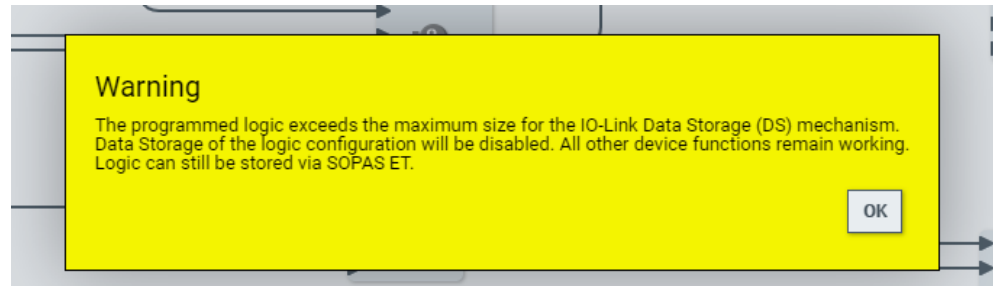 Warning
The programmed logic exceeds the maximum size for the IO-Link Data Storage (DS) mechanism.
Data Storage of the logic configuration will be disabled. All other device functions remain working.
Logic can still be stored via SOPAS ET.
OK